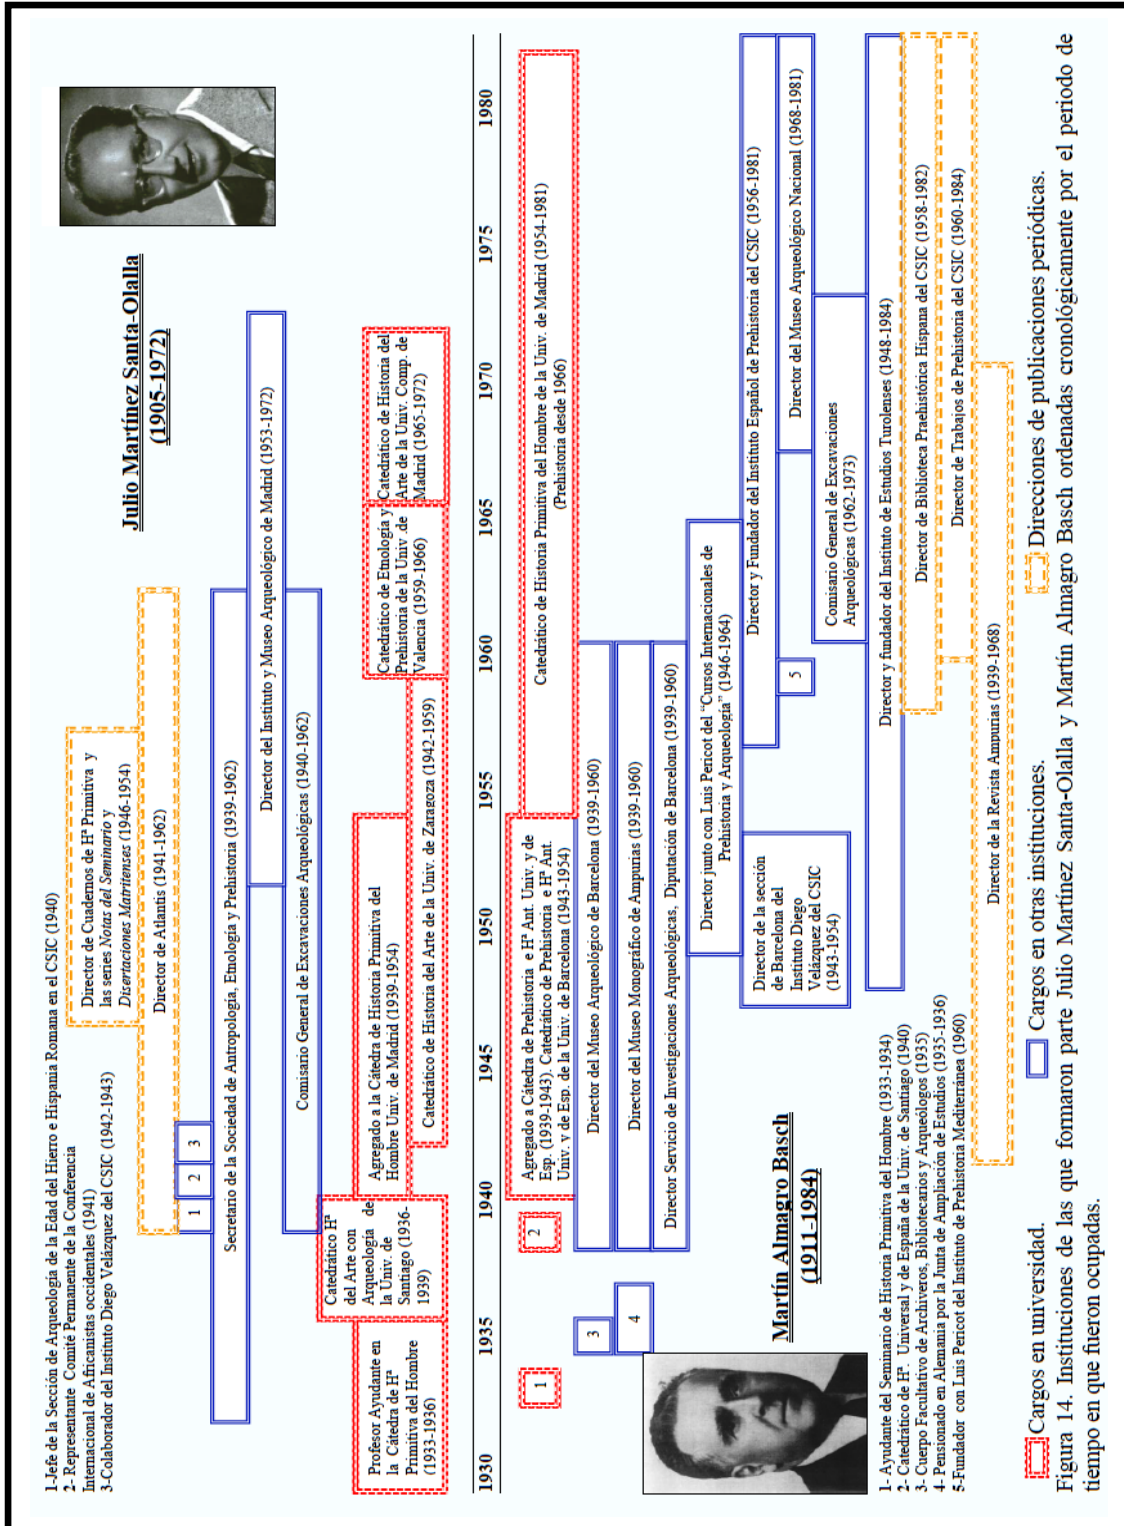 1-Jefe de la Sección de Arqueología de la Edad del Hierro e Hispania Romana en el CSIC (1940)
2- Representante Comité Permanente de la Conferencia
Internacional de Africanistas occidentales (1941)
3-Colaborador del Instituto Diego Velázquez del CSIC (1942-1943)
Julio Martínez Santa-Olalla
(1905-1972)
Director de Cuadernos de Hª Primitiva y
las series Notas del Seminario y
Disertaciones Matritenses (1946-1954)
Director de Atlantis (1941-1962)
1
2
3
Secretario de la Sociedad de Antropología, Etnología y Prehistoria (1939-1962)
Director del Instituto y Museo Arqueológico de Madrid (1953-1972)
Comisario General de Excavaciones Arqueológicas (1940-1962)
Catedrático Hª
del Arte con
Arqueología de
la Univ. de
Santiago (1936-
1939)
Profesor Ayudante en
la Cátedra de Hª
Primitiva del Hombre
(1933-1936)
Agregado a la Cátedra de Historia Primitiva del
Hombre Univ. de Madrid (1939-1954)
Catedrático de Historia del Arte de la Univ. de Zaragoza (1942-1959)
Catedrático de Etnología y
Prehistoria de la Univ .de
Valencia (1959-1966)
Catedrático de Historia del
Arte de la Univ. Comp. de
Madrid (1965-1972)
1930 1935 1940 1945 1950 1955 1960 1965 1970 1975 1980
1
2
Agregado a Cátedra de Prehistoria e Hª Ant. Univ. y de
Esp. (1939-1943). Catedrático de Prehistoria e Hª Ant.
Univ. y de Esp. de la Univ. de Barcelona (1943-1954)
Catedrático de Historia Primitiva del Hombre de la Univ. de Madrid (1954-1981)
(Prehistoria desde 1966)
3
Director del Museo Arqueológico de Barcelona (1939-1960)
4
Director del Museo Monográfico de Ampurias (1939-1960)
Director Servicio de Investigaciones Arqueológicas, Diputación de Barcelona (1939-1960)
Director junto con Luis Pericot del "Cursos Internacionales de
Prehistoria y Arqueología" (1946-1964)
Director y Fundador del Instituto Español de Prehistoria del CSIC (1956-1981)
Director de la sección
de Barcelona del
Instituto Diego
Velázquez del CSIC
(1943-1954)
5
Director del Museo Arqueológico Nacional (1968-1981)
Comisario General de Excavaciones
Arqueológicas (1962-1973)
Martín Almagro Basch
(1911-1984)
Director y fundador del Instituto de Estudios Turolenses (1948-1984)
Director de Biblioteca Praehistórica Hispana del CSIC (1958-1982)
Director de Trabajos de Prehistoria del CSIC (1960-1984)
Director de la Revista Ampurias (1939-1968)
1- Ayudante del Seminario de Historia Primitiva del Hombre (1933-1934)
2- Catedrático de Hª. Universal y de España de la Univ. de Santiago (1940)
3- Cuerpo Facultativo de Archiveros, Bibliotecarios y Arqueólogos (1935)
4- Pensionado en Alemania por la Junta de Ampliación de Estudios (1935-1936)
5-Fundador con Luis Pericot del Instituto de Prehistoria Mediterránea (1960)
Cargos en universidad. Cargos en otras instituciones. Direcciones de publicaciones periódicas.
Figura 14. Instituciones de las que formaron parte Julio Martínez Santa-Olalla y Martín Almagro Basch ordenadas cronológicamente por el periodo de
tiempo en que fueron ocupadas.